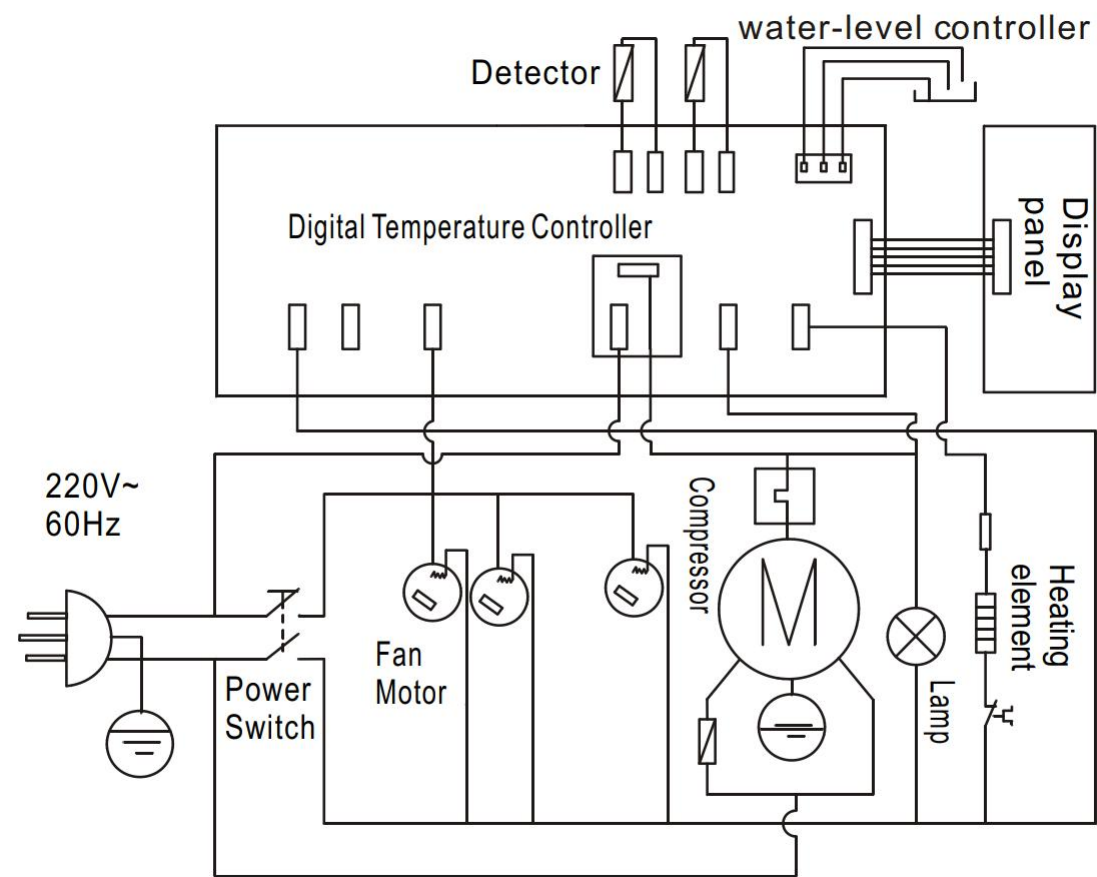 water-level controller
Detector
Digital Temperature Controller
Display
panel
220V~
60Hz
Compressor
M
Heating
element
Fan
Motor
Power
Switch
Lamp